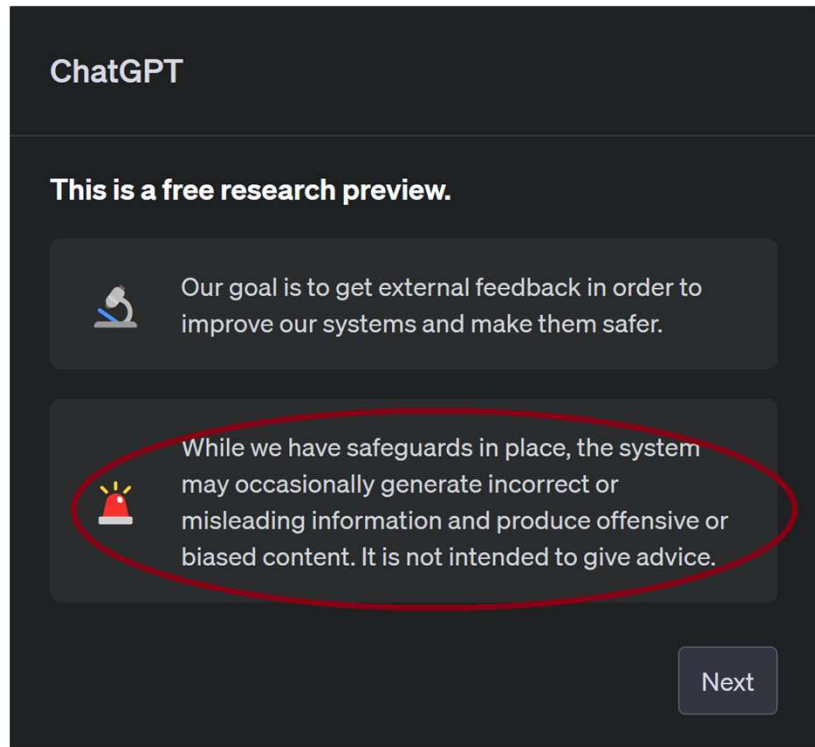 ChatGPT
This is a free research preview.
Our goal is to get external feedback in order to
improve our systems and make them safer.
While we have safeguards in place, the system
may occasionally generate incorrect or
misleading information and produce offensive or
biased content. It is not intended to give advice.
Next